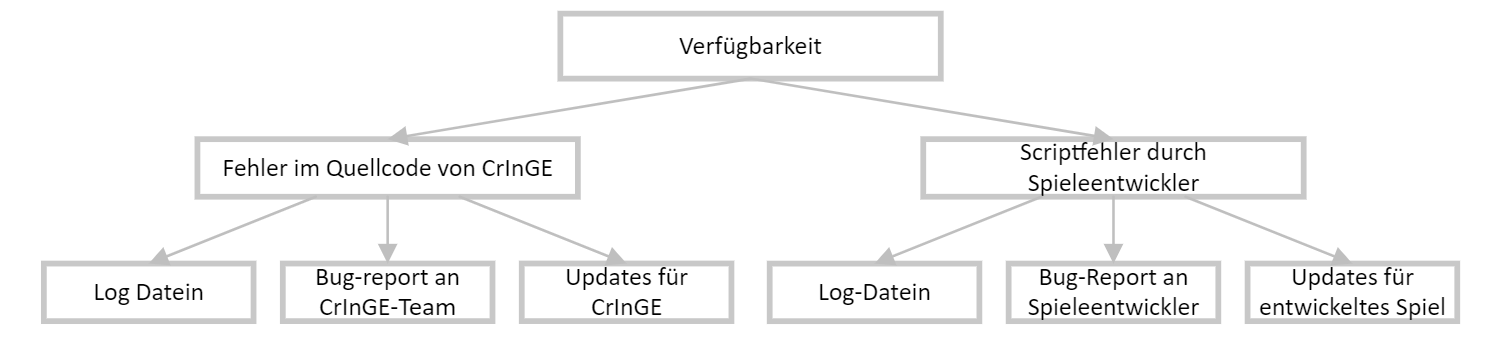 Verfügbarkeit
Fehler im Quellcode von CrInGE
Scriptfehler durch
Spieleentwickler
Log Datein
Bug-report an
CrInGE-Team
Updates für
CrInGE
Log-Datein
Bug-Report an
Spieleentwickler
Updates für
entwickeltes Spiel